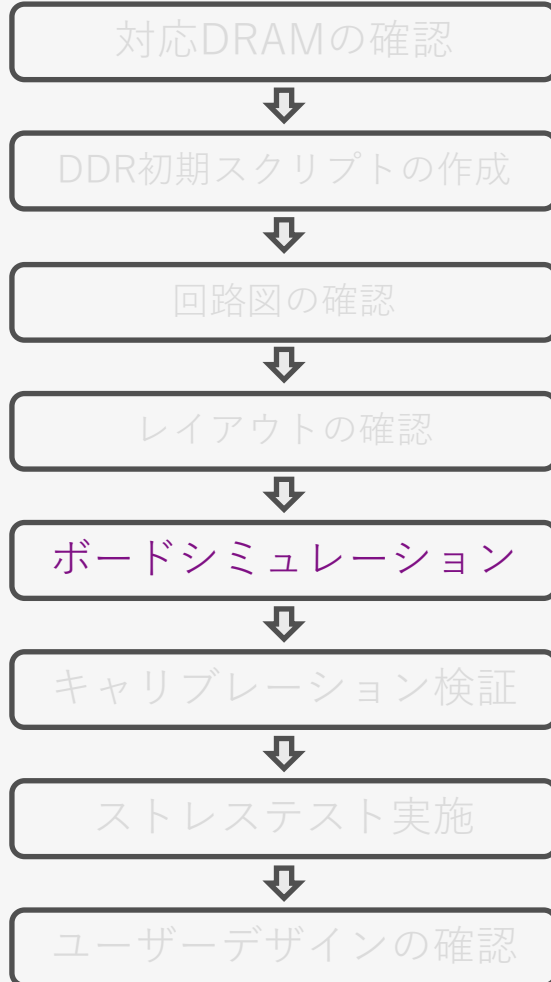 対応DRAMの確認
DDR初期スクリプトの作成
回路図の確認
レイアウトの確認
ボードシミュレーション
キャリブレーション検証
ストレステスト実施
ユーザーデザインの確認